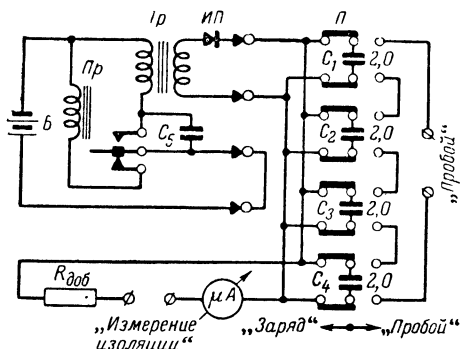 Тр ИП П
Пр
Б
C₅
C₁ 2,0
C₂ 2,0
C₃ 2,0
C₄ 2,0
„Пробой“
Rдоб
μA
„Измерение изоляции“
„Заряд“ „Пробой“